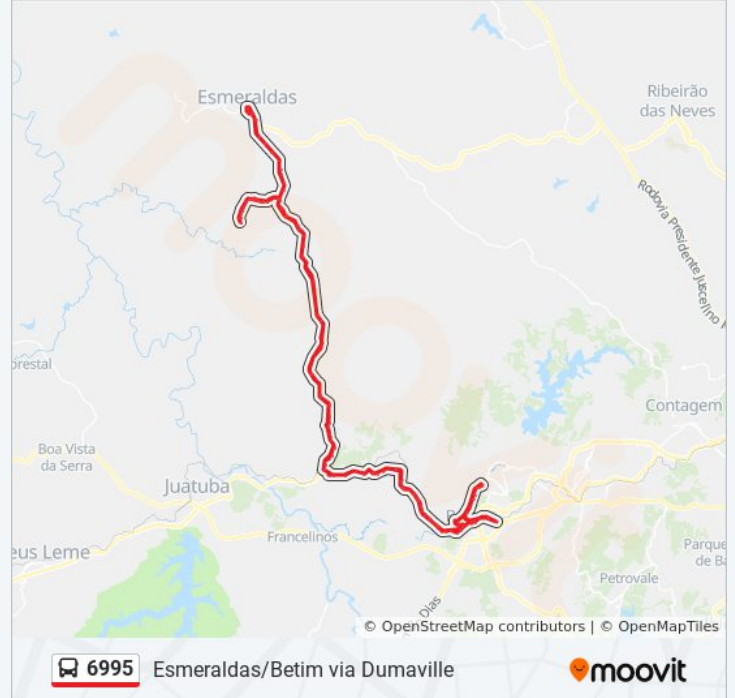 Esmeraldas
Ribeirão
das Neves
Rodovia Presidente Juscelino
orestal
Contagem
Boa Vista
da Serra
Juatuba
eus Leme
Francelinos
Parque
de Ba
Petrovale
Dias
© OpenStreetMap contributors | © OpenMapTiles
6995 Esmeraldas/Betim via Dumaville
moovit